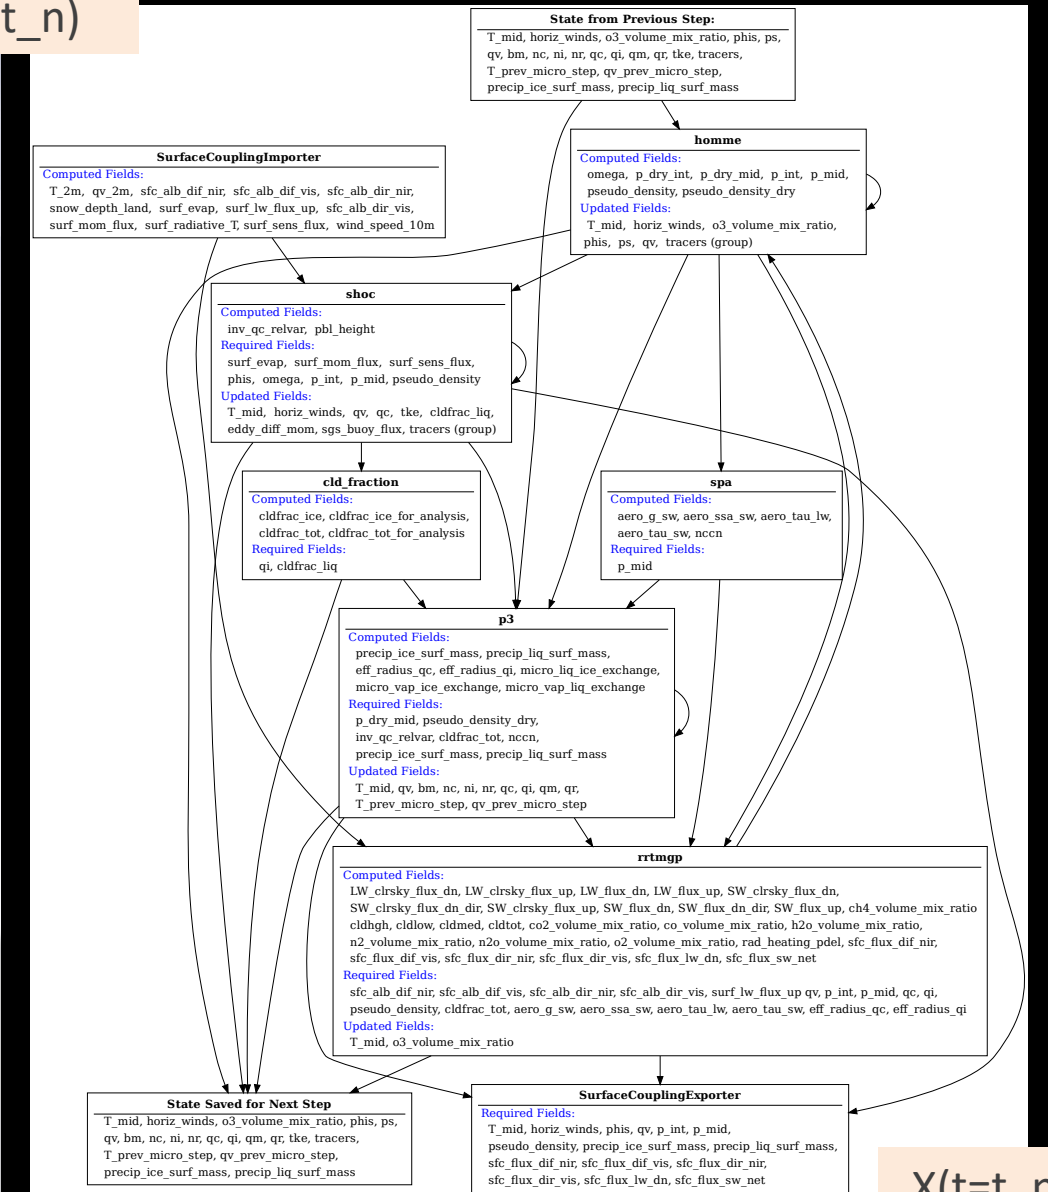 t_n)
State from Previous Step:
T_mid, horiz_winds, o3_volume_mix_ratio, phis, ps,
qv, bm, nc, ni, nr, qc, qi, qm, qr, tke, tracers,
T_prev_micro_step, qv_prev_micro_step,
precip_ice_surf_mass, precip_liq_surf_mass
homme
Computed Fields:
omega, p_dry_int, p_dry_mid, p_int, p_mid,
pseudo_density, pseudo_density_dry
Updated Fields:
T_mid, horiz_winds, o3_volume_mix_ratio,
phis, ps, qv, tracers (group)
SurfaceCouplingImporter
Computed Fields:
T_2m, qv_2m, sfc_alb_dif_nir, sfc_alb_dif_vis, sfc_alb_dir_nir,
snow_depth_land, surf_evap, surf_lw_flux_up, sfc_alb_dir_vis,
surf_mom_flux, surf_radiative_T, surf_sens_flux, wind_speed_10m
shoc
Computed Fields:
inv_qc_relvar, pbl_height
Required Fields:
surf_evap, surf_mom_flux, surf_sens_flux,
phis, omega, p_int, p_mid, pseudo_density
Updated Fields:
T_mid, horiz_winds, qv, qc, tke, cldfrac_liq,
eddy_diff_mom, sgs_buoy_flux, tracers (group)
cld_fraction
Computed Fields:
cldfrac_ice, cldfrac_ice_for_analysis,
cldfrac_tot, cldfrac_tot_for_analysis
Required Fields:
qi, cldfrac_liq
spa
Computed Fields:
aero_g_sw, aero_ssa_sw, aero_tau_lw,
aero_tau_sw, nccn
Required Fields:
p_mid
p3
Computed Fields:
precip_ice_surf_mass, precip_liq_surf_mass,
eff_radius_qc, eff_radius_qi, micro_liq_ice_exchange,
micro_vap_ice_exchange, micro_vap_liq_exchange
Required Fields:
p_dry_mid, pseudo_density_dry,
inv_qc_relvar, cldfrac_tot, nccn,
precip_ice_surf_mass, precip_liq_surf_mass
Updated Fields:
T_mid, qv, bm, nc, ni, nr, qc, qi, qm, qr,
T_prev_micro_step, qv_prev_micro_step
rrtmgp
Computed Fields:
LW_clrsky_flux_dn, LW_clrsky_flux_up, LW_flux_dn, LW_flux_up, SW_clrsky_flux_dn,
SW_clrsky_flux_dn_dir, SW_clrsky_flux_up, SW_flux_dn, SW_flux_dn_dir, SW_flux_up, ch4_volume_mix_ratio
cldhgh, cldlow, cldmed, cldtot, co2_volume_mix_ratio, co_volume_mix_ratio, h2o_volume_mix_ratio,
n2_volume_mix_ratio, n2o_volume_mix_ratio, o2_volume_mix_ratio, rad_heating_pdel, sfc_flux_dif_nir,
sfc_flux_dif_vis, sfc_flux_dir_nir, sfc_flux_dir_vis, sfc_flux_lw_dn, sfc_flux_sw_net
Required Fields:
sfc_alb_dif_nir, sfc_alb_dif_vis, sfc_alb_dir_nir, sfc_alb_dir_vis, surf_lw_flux_up qv, p_int, p_mid, qc, qi,
pseudo_density, cldfrac_tot, aero_g_sw, aero_ssa_sw, aero_tau_lw, aero_tau_sw, eff_radius_qc, eff_radius_qi
Updated Fields:
T_mid, o3_volume_mix_ratio
State Saved for Next Step
T_mid, horiz_winds, o3_volume_mix_ratio, phis, ps,
qv, bm, nc, ni, nr, qc, qi, qm, qr, tke, tracers,
T_prev_micro_step, qv_prev_micro_step,
precip_ice_surf_mass, precip_liq_surf_mass
SurfaceCouplingExporter
Required Fields:
T_mid, horiz_winds, phis, qv, p_int, p_mid,
pseudo_density, precip_ice_surf_mass, precip_liq_surf_mass,
sfc_flux_dif_nir, sfc_flux_dif_vis, sfc_flux_dir_nir,
sfc_flux_dir_vis, sfc_flux_lw_dn, sfc_flux_sw_net
X(t=t_n